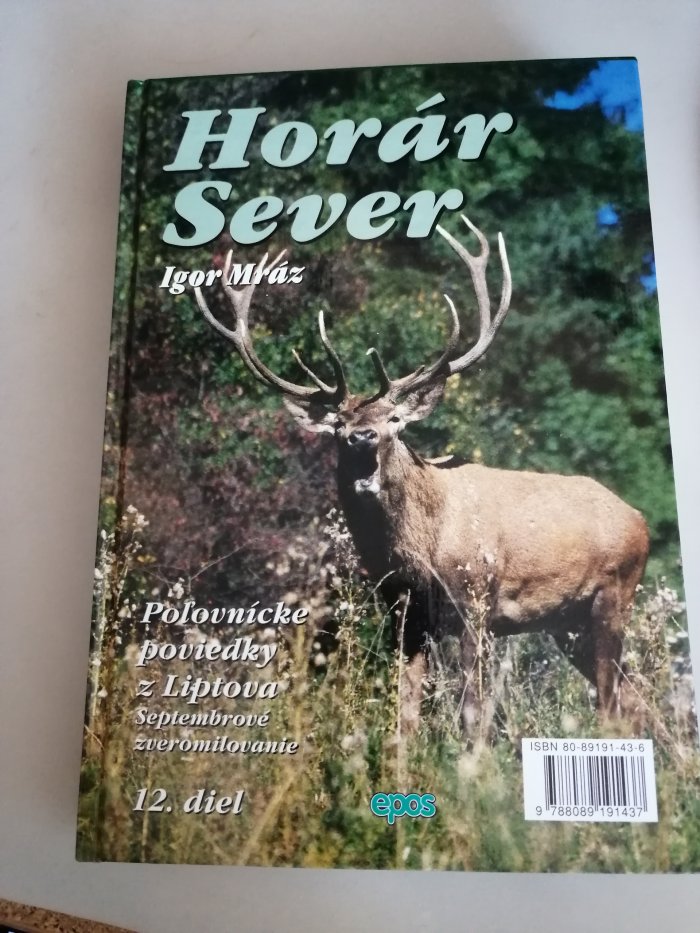 Horár
Sever
Igor Mráz
Poľovnícke
poviedky
z Liptova
Septembrové
zveromilovanie
12. diel
epos
ISBN 80-89191-43-6
9 788089 191437